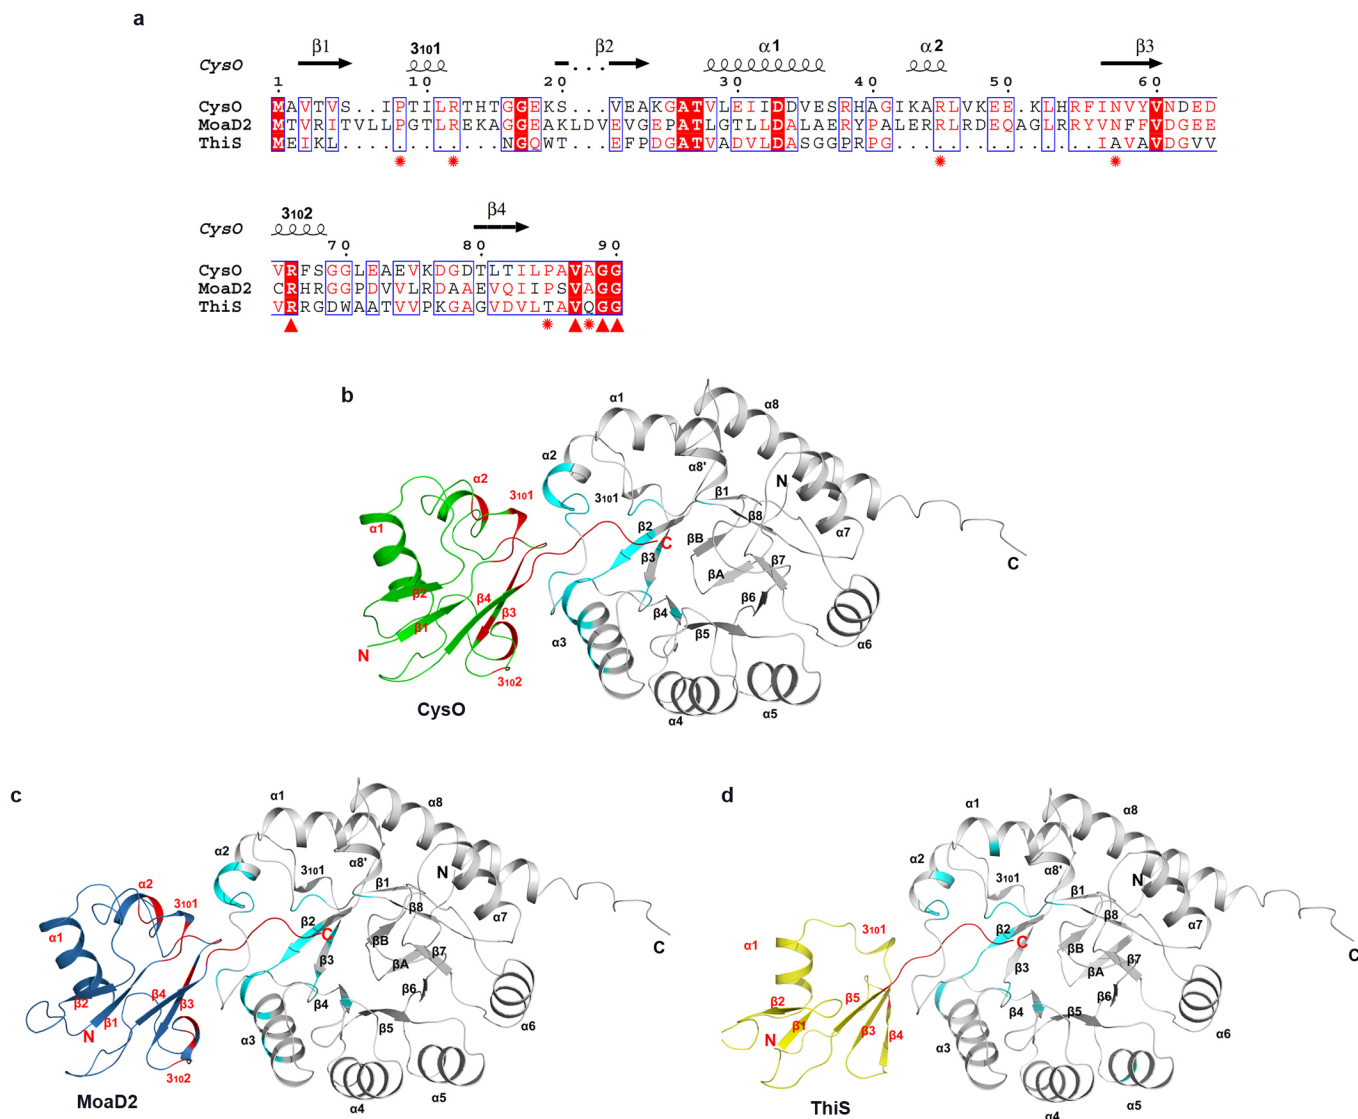 a
β1 3₁₀1 β2 α1 α2 β3
CysO
1 10 20 30 40 50 60
CysO MAVTVS..IPTILRTHTGGEKS...VEAKGATVLEIIDDVESRHAGIKARLVKEE.KLHRFINVYVNDED
MoaD2 MTVRITVLLPGTLREKAGGEAKLDVEVGEPATLGTLLDALAERYPALERRLRDEQAGLRRYVNFFVDGEE
ThiS MEIKL...........NGQWT...EFPDGATVADVLDASGGPRPG...............IAVAVDGVV
3₁₀2 β4
CysO
70 80 90
CysO VRFSGGLEAEVKDGDTLTILPAVAGG
MoaD2 CRHRGGPDVVLRDAAEVQIIPSVAGG
ThiS VRRGDWAATVVPKGAGVDVLTAVQGG
b
α1 α8
α2 α8'
α2 3₁₀1 3₁₀1 β1 N
α1 β2 C βB β8 α7
β3 βA β7 C
β2 β4 β6
β1 β3 β4 β5
N α3 α6
3₁₀2
CysO α4 α5
c
α1 α8
α2 α8'
α2 3₁₀1 3₁₀1 β1 N
α1 β2 C β8 α7
βB C
β3 βA β7
β2 β4 β3 β6
N β1 β4 β5
α3 α6
3₁₀2
MoaD2 α4 α5
d
α1 α8
α2 α8'
3₁₀1 β1 N
α1 3₁₀1 β2 C β8 α7
βB C
β3 βA β7
β2 β5 β6
N β1 β3 β4 β4 β5
α3 α6
ThiS α4 α5